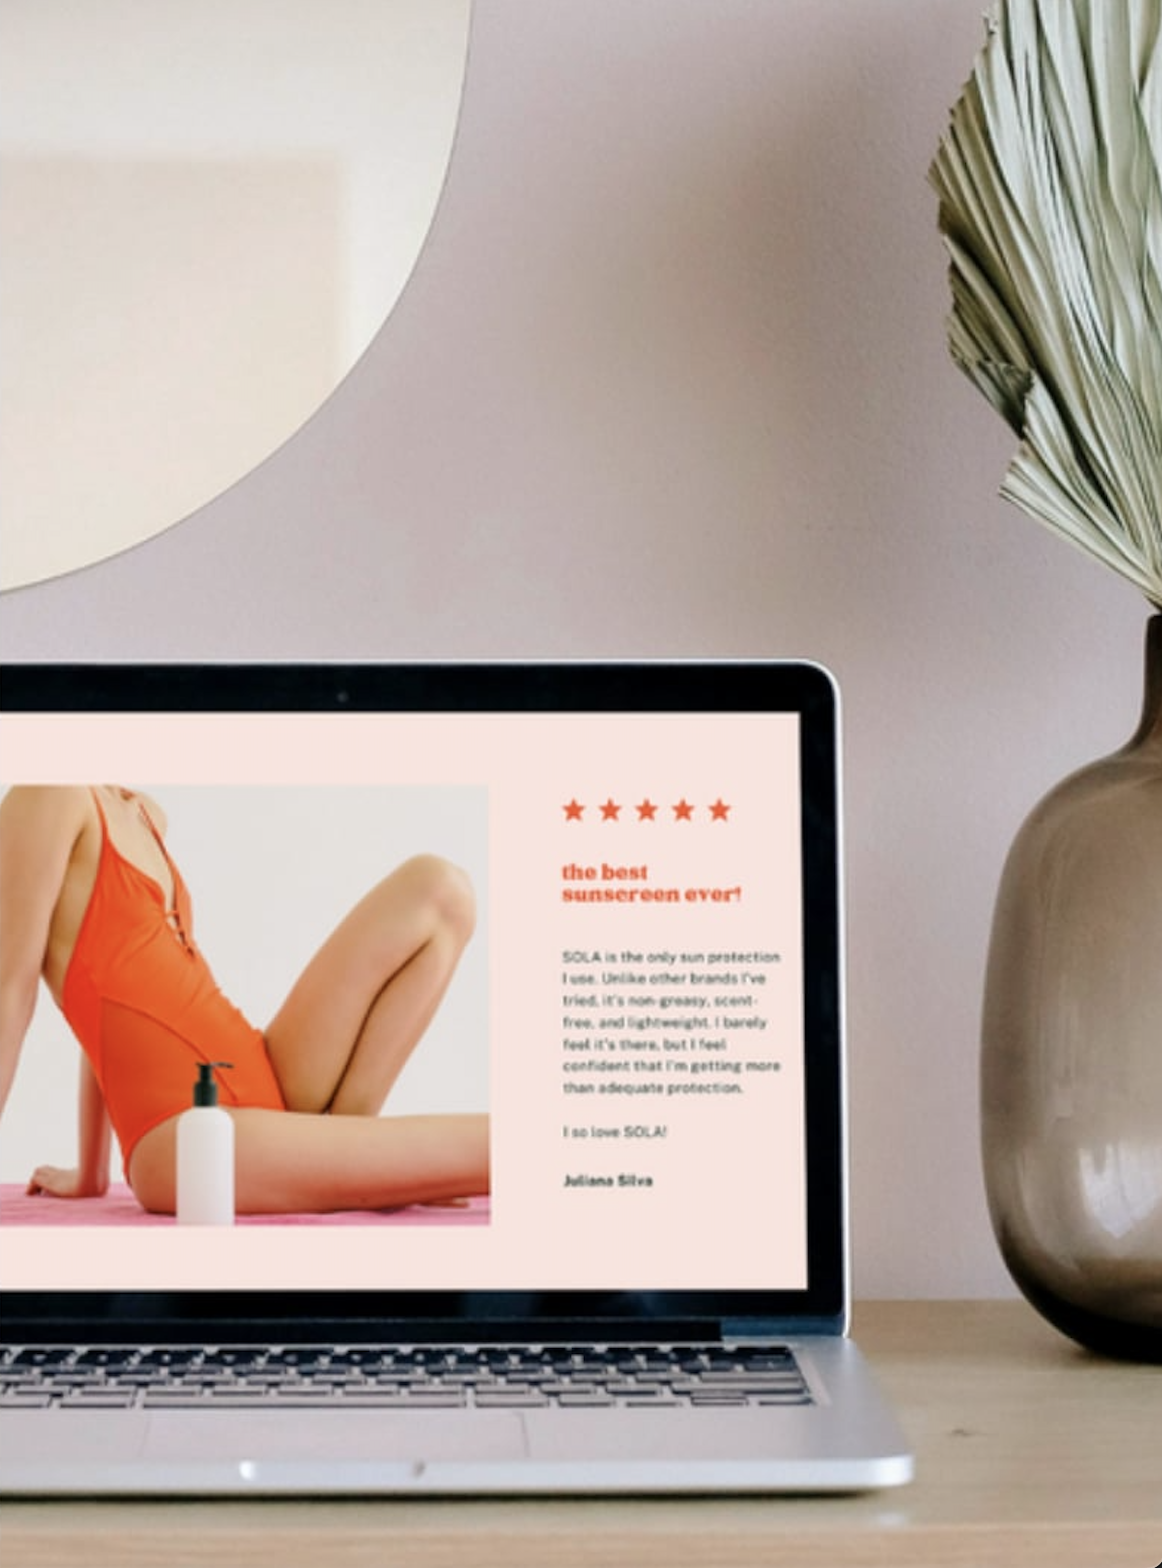 the best
sunscreen ever!
SOLA is the only sun protection
I use. Unlike other brands I've
tried, it's non-greasy, scent-
free, and lightweight. I barely
feel it's there, but I feel
confident that I'm getting more
than adequate protection.
I so love SOLA!
Juliana Silva